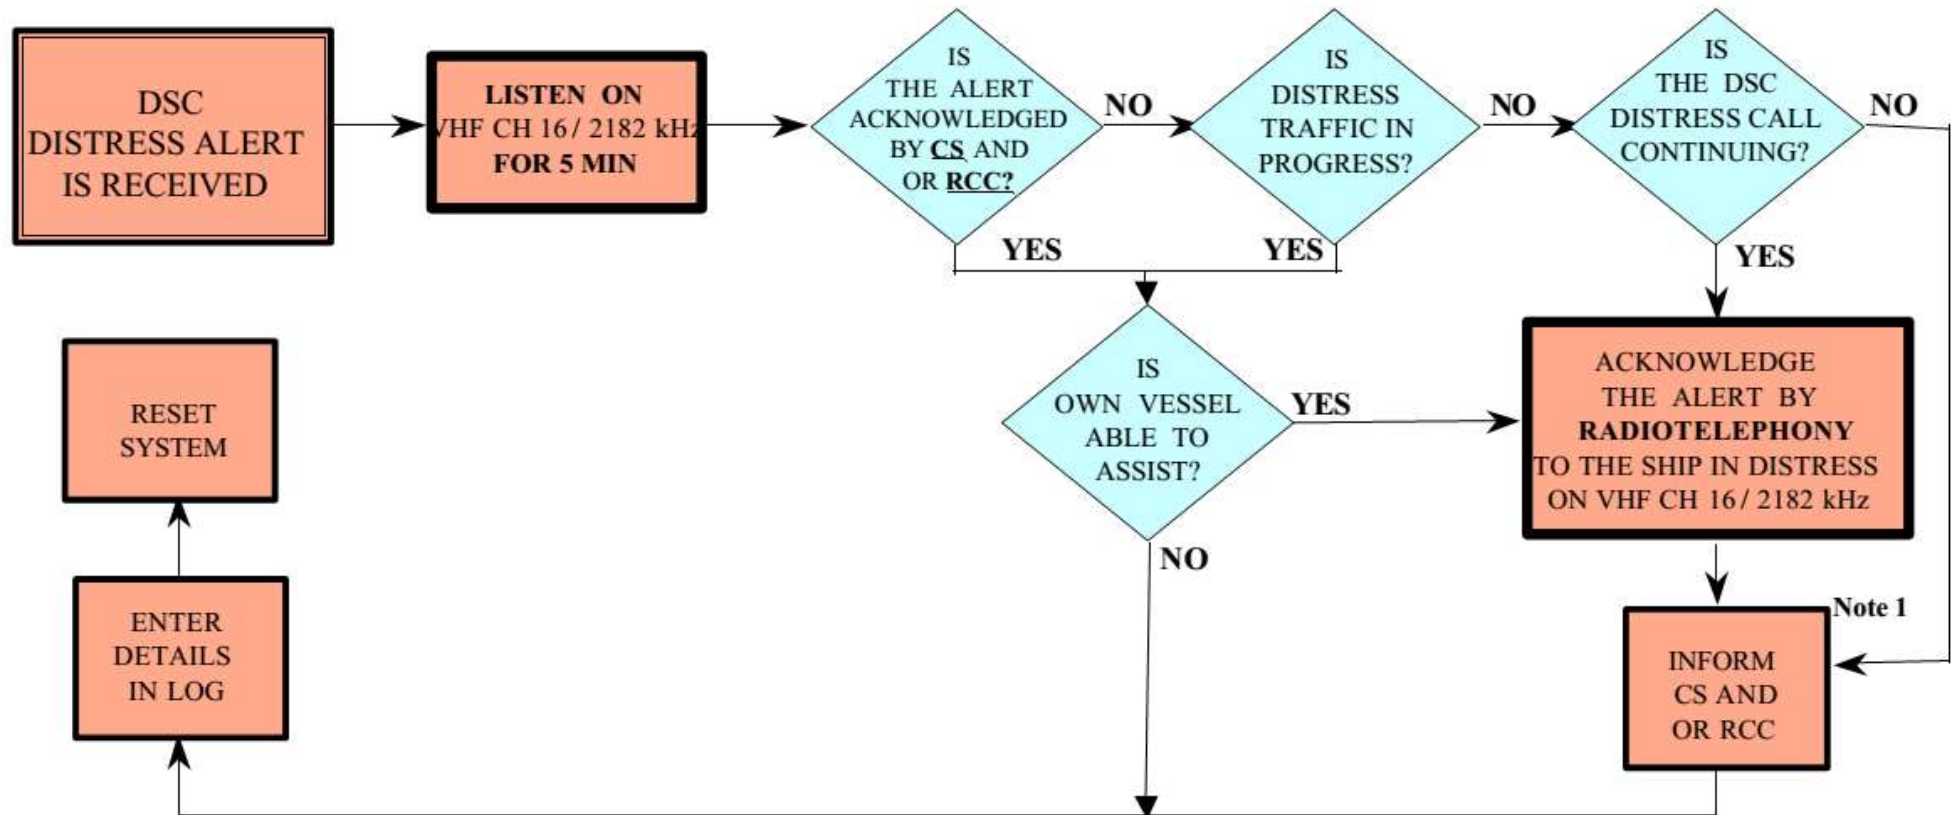 DSC
DISTRESS ALERT
IS RECEIVED
LISTEN ON
VHF CH 16 / 2182 kHz
FOR 5 MIN
IS
THE ALERT
ACKNOWLEDGED
BY CS AND
OR RCC?
NO
YES
IS
DISTRESS
TRAFFIC IN
PROGRESS?
NO
YES
IS
THE DSC
DISTRESS CALL
CONTINUING?
NO
YES
IS
OWN VESSEL
ABLE TO
ASSIST?
YES
NO
ACKNOWLEDGE
THE ALERT BY
RADIOTELEPHONY
TO THE SHIP IN DISTRESS
ON VHF CH 16 / 2182 kHz
Note 1
INFORM
CS AND
OR RCC
ENTER
DETAILS
IN LOG
RESET
SYSTEM